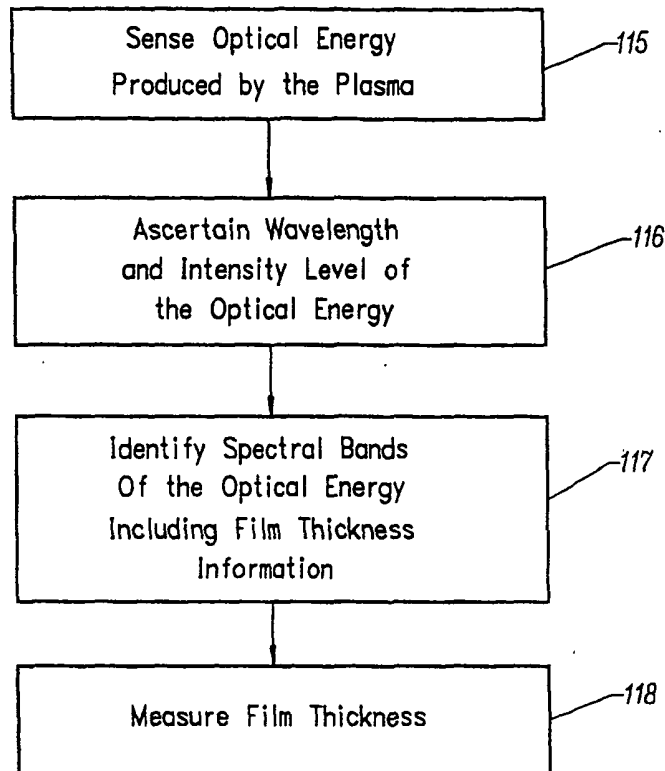 Sense Optical Energy
Produced by the Plasma
115
Ascertain Wavelength
and Intensity Level of
the Optical Energy
116
Identify Spectral Bands
Of the Optical Energy
Including Film Thickness
Information
117
Measure Film Thickness
118